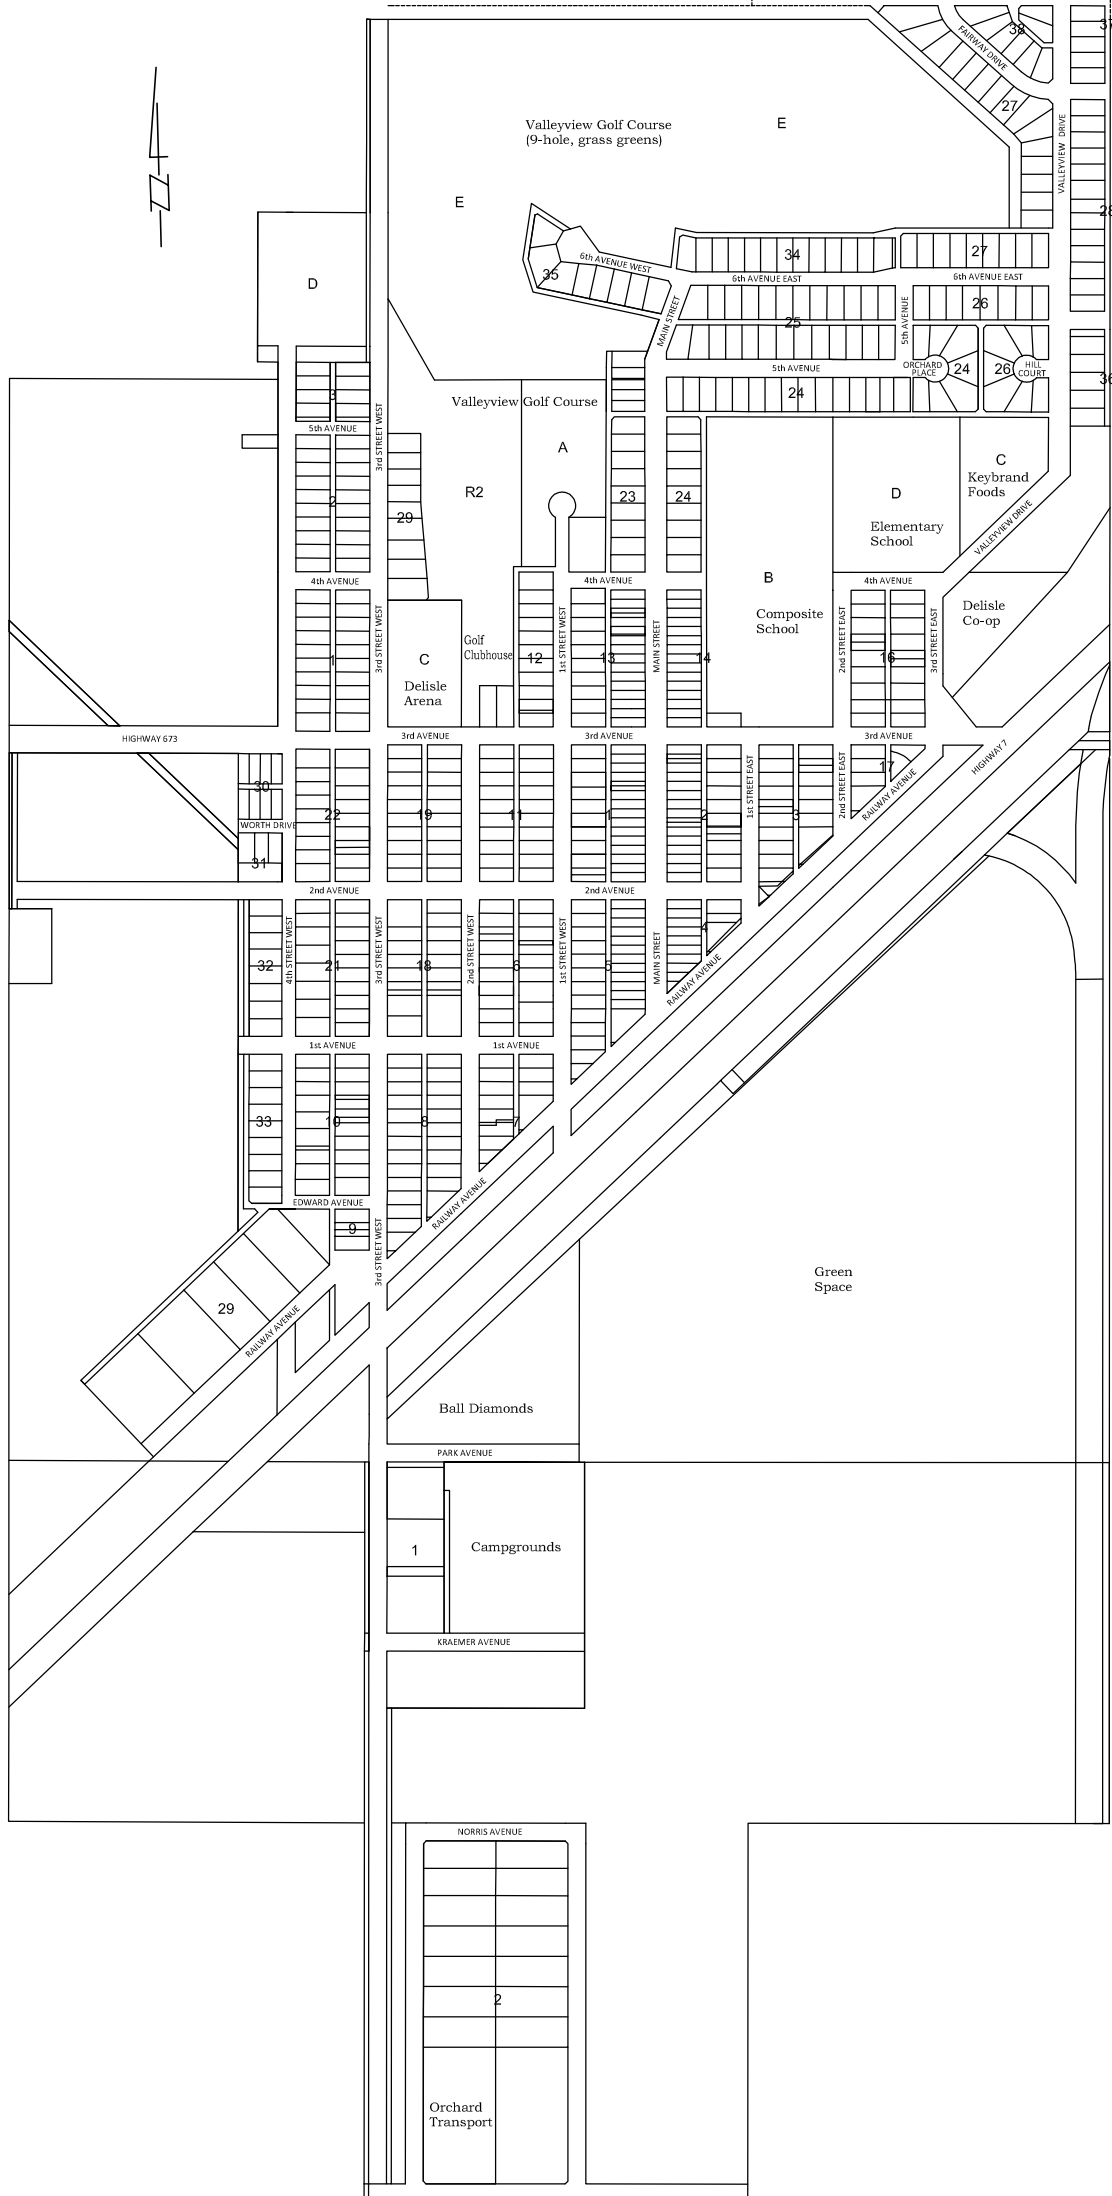 38
37
FAIRWAY DRIVE
27
VALLEYVIEW DRIVE
28
Valleyview Golf Course
(9-hole, grass greens)
E
E
D
35
6th AVENUE WEST
34
27
6th AVENUE EAST
6th AVENUE EAST
MAIN STREET
25
5th AVENUE
26
5th AVENUE
ORCHARD
PLACE
24
26
HILL
COURT
36
24
3
5th AVENUE
3rd STREET WEST
Valleyview Golf Course
A
R2
2
29
23
24
D
Elementary
School
C
Keybrand
Foods
VALLEYVIEW DRIVE
4th AVENUE
4th AVENUE
4th AVENUE
B
Composite
School
Delisle
Co-op
1
3rd STREET WEST
C
Delisle
Arena
Golf
Clubhouse
12
1st STREET WEST
13
MAIN STREET
14
2nd STREET EAST
16
3rd STREET EAST
HIGHWAY 673
3rd AVENUE
3rd AVENUE
3rd AVENUE
HIGHWAY 7
30
WORTH DRIVE
31
22
19
11
1
2
1st STREET EAST
3
2nd STREET EAST
17
RAILWAY AVENUE
2nd AVENUE
2nd AVENUE
32
4th STREET WEST
21
3rd STREET WEST
18
2nd STREET WEST
6
1st STREET WEST
5
MAIN STREET
4
RAILWAY AVENUE
1st AVENUE
1st AVENUE
33
10
8
7
EDWARD AVENUE
9
3rd STREET WEST
RAILWAY AVENUE
29
RAILWAY AVENUE
Green
Space
Ball Diamonds
PARK AVENUE
1
Campgrounds
KRAEMER AVENUE
NORRIS AVENUE
2
Orchard
Transport